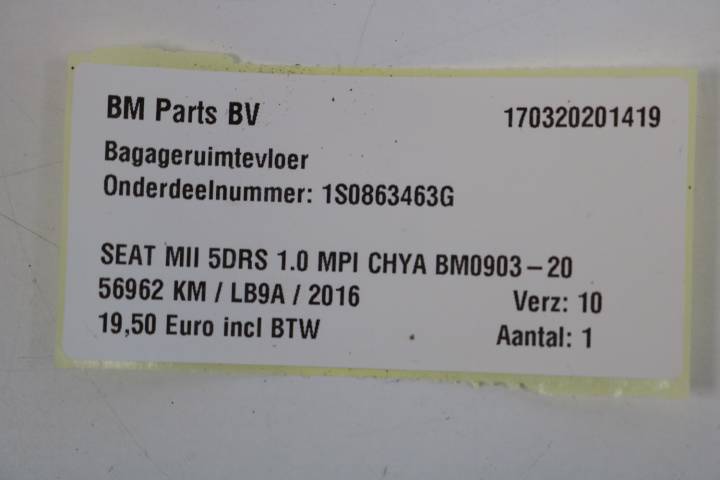 BM Parts BV 170320201419
Bagageruimtevloer
Onderdeelnummer: 1S0863463G
SEAT MII 5DRS 1.0 MPI CHYA BM0903-20
56962 KM / LB9A / 2016 Verz: 10
19,50 Euro incl BTW Aantal: 1